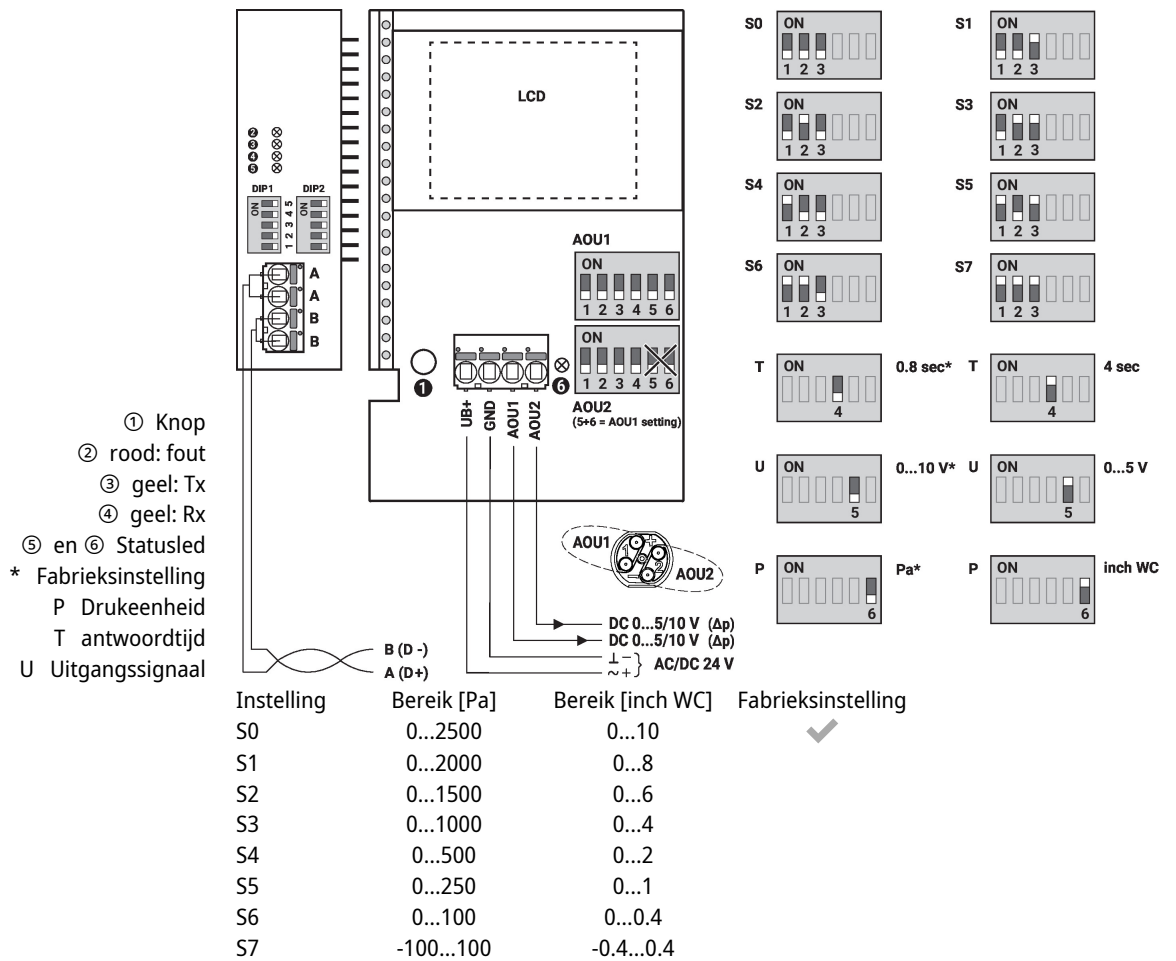 S0 ON 1 2 3
S1 ON 1 2 3
S2 ON 1 2 3
S3 ON 1 2 3
S4 ON 1 2 3
S5 ON 1 2 3
S6 ON 1 2 3
S7 ON 1 2 3
T ON 4 0.8 sec*
T ON 4 4 sec
U ON 5 0...10 V*
U ON 5 0...5 V
P ON 6 Pa*
P ON 6 inch WC
LCD
❷
❸
❹
❺
DIP1 DIP2
ON 1 2 3 4 5 ON
A
A
B
B
AOU1
ON
1 2 3 4 5 6
ON
1 2 3 4 5 6
AOU2
(5+6 = AOU1 setting)
❶ ❻
UB+ GND AOU1 AOU2
AOU1 1 + 2 − AOU2
DC 0...5/10 V (Δp)
DC 0...5/10 V (Δp)
⊥ −
~ + } AC/DC 24 V
B (D -)
A (D+)
① Knop
② rood: fout
③ geel: Tx
④ geel: Rx
⑤ en ⑥ Statusled
* Fabrieksinstelling
P Drukeenheid
T antwoordtijd
U Uitgangssignaal
Instelling Bereik [Pa] Bereik [inch WC] Fabrieksinstelling
S0 0...2500 0...10 ✔
S1 0...2000 0...8
S2 0...1500 0...6
S3 0...1000 0...4
S4 0...500 0...2
S5 0...250 0...1
S6 0...100 0...0.4
S7 -100...100 -0.4...0.4